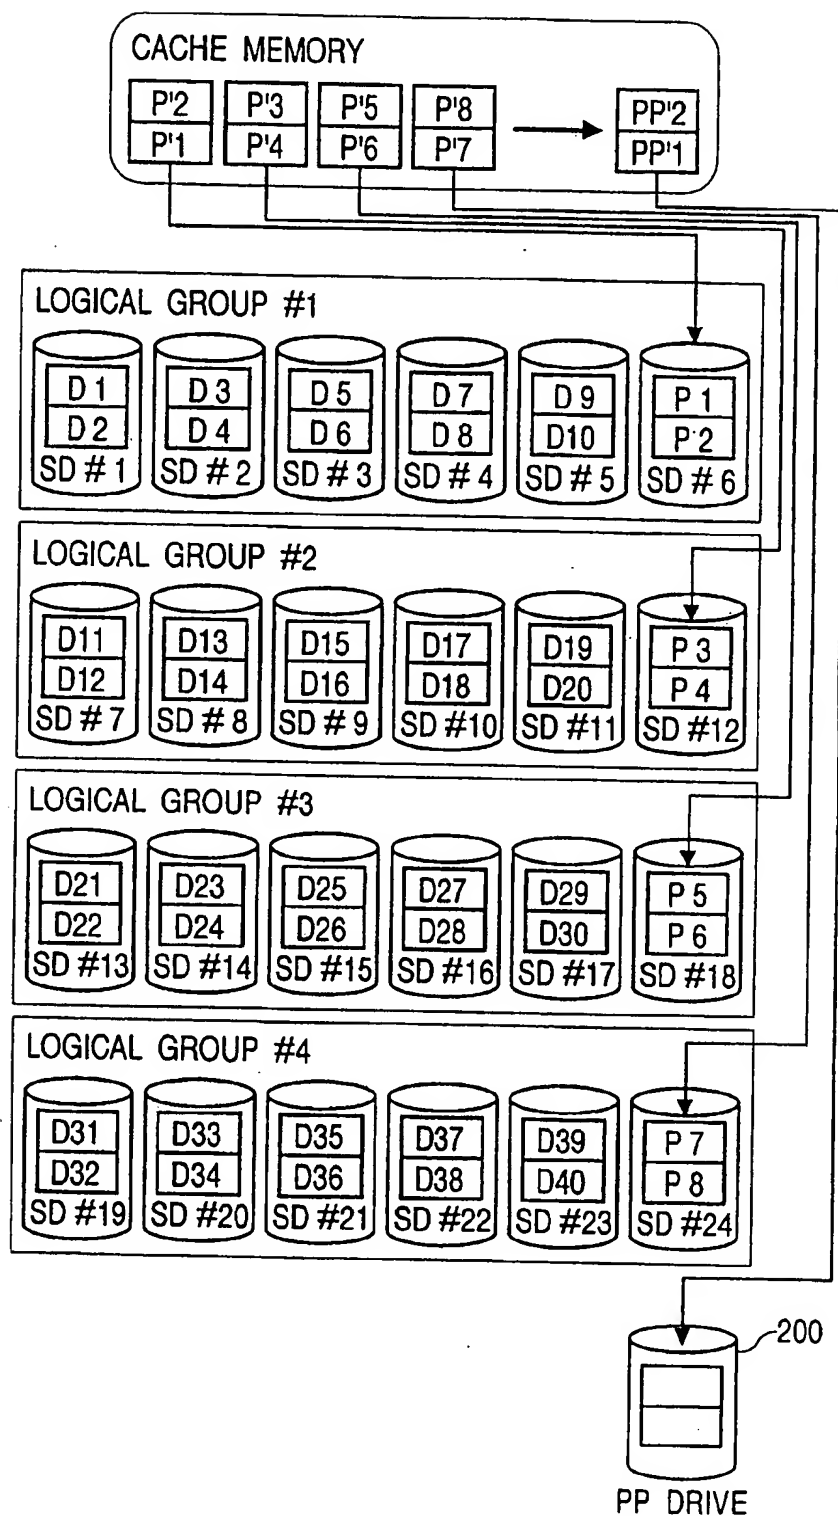 CACHE MEMORY
P'2 P'3 P'5 P'8 PP'2
P'1 P'4 P'6 P'7 PP'1
LOGICAL GROUP #1
D 1 D 3 D 5 D 7 D 9 P 1
D 2 D 4 D 6 D 8 D10 P 2
SD # 1 SD # 2 SD # 3 SD # 4 SD # 5 SD # 6
LOGICAL GROUP #2
D11 D13 D15 D17 D19 P 3
D12 D14 D16 D18 D20 P 4
SD # 7 SD # 8 SD # 9 SD #10 SD #11 SD #12
LOGICAL GROUP #3
D21 D23 D25 D27 D29 P 5
D22 D24 D26 D28 D30 P 6
SD #13 SD #14 SD #15 SD #16 SD #17 SD #18
LOGICAL GROUP #4
D31 D33 D35 D37 D39 P 7
D32 D34 D36 D38 D40 P 8
SD #19 SD #20 SD #21 SD #22 SD #23 SD #24
200
PP DRIVE